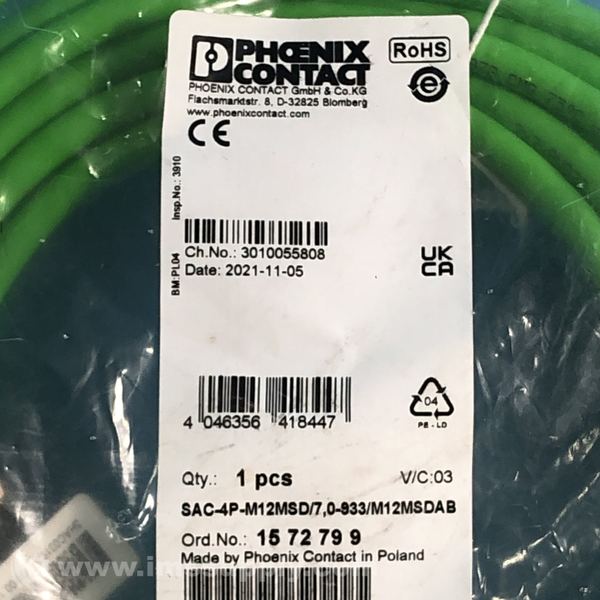 PHŒNIX
CONTACT
RoHS
PHOENIX CONTACT GmbH & Co.KG
Flachsmarktstr. 8, D-32825 Blomberg
www.phoenixcontact.com
e
CE
Insp.No.: 3910
BM:PL04
Ch.No.: 3010055808
Date: 2021-11-05
UK
CA
4 046356 418447
04
PE-LD
Qty.: 1 pcs
V/C:03
SAC-4P-M12MSD/7,0-933/M12MSDAB
Ord.No.: 15 72 79 9
Made by Phoenix Contact in Poland